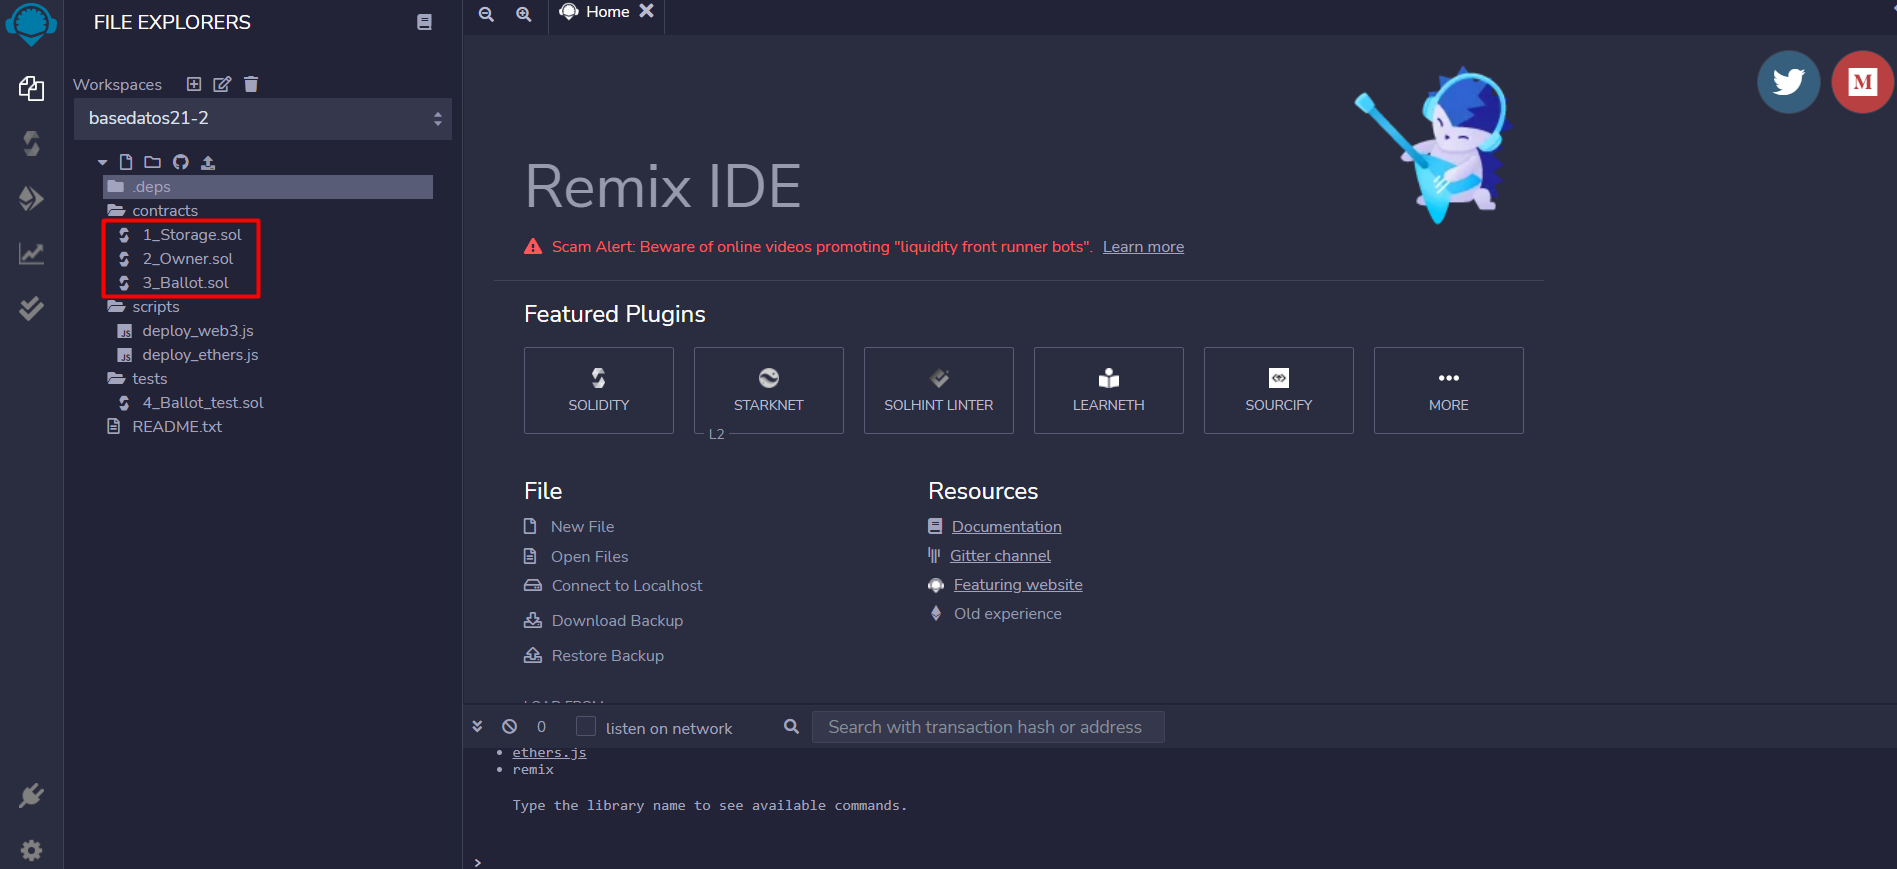 FILE EXPLORERS
Workspaces
basedatos21-2
.deps
contracts
1_Storage.sol
2_Owner.sol
3_Ballot.sol
scripts
JS deploy_web3.js
JS deploy_ethers.js
tests
4_Ballot_test.sol
README.txt
Home
M
Remix IDE
Scam Alert: Beware of online videos promoting "liquidity front runner bots". Learn more
Featured Plugins
SOLIDITY
STARKNET
L2
SOLHINT LINTER
LEARNETH
SOURCIFY
MORE
File
New File
Open Files
Connect to Localhost
Download Backup
Restore Backup
LOAD FROM
Resources
Documentation
Gitter channel
Featuring website
Old experience
0 listen on network Search with transaction hash or address
• ethers.js
• remix
Type the library name to see available commands.
>